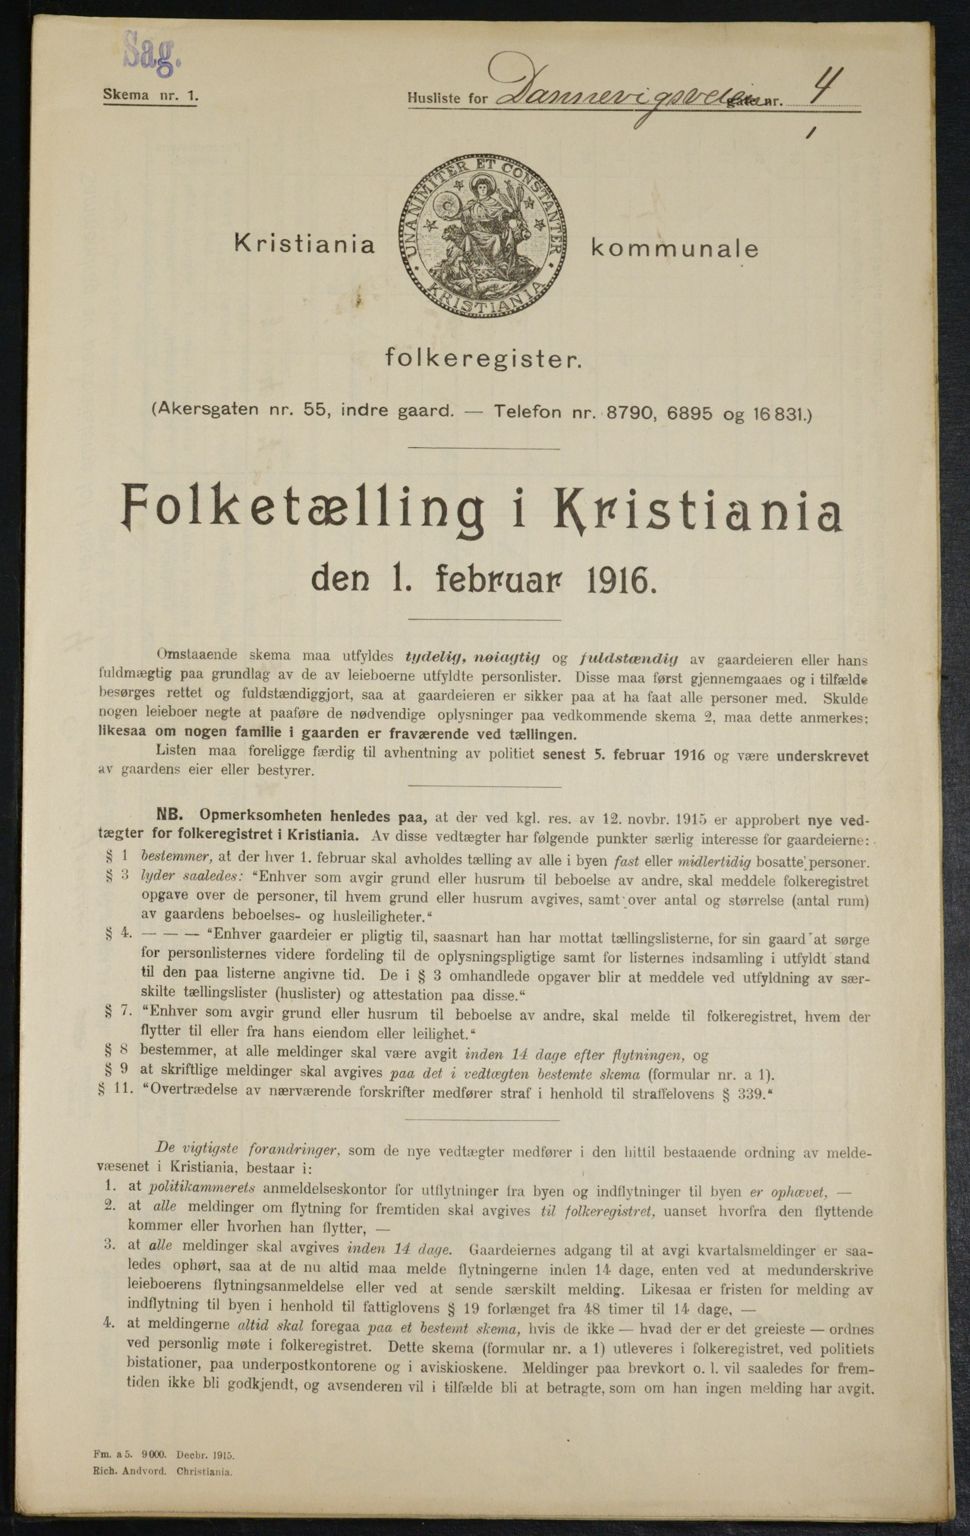 Sag.
Skema nr. 1.
Husliste for Dannevigsveien gate nr. 4
1
UNANIMITER ET CONSTANTER
KRISTIANIA
Kristiania kommunale
folkeregister.
(Akersgaten nr. 55, indre gaard. — Telefon nr. 8790, 6895 og 16 831.)
Folketælling i Kristiania
den 1. februar 1916.
Omstaaende skema maa utfyldes tydelig, nøiagtig og fuldstændig av gaardeieren eller hans
fuldmægtig paa grundlag av de av leieboerne utfyldte personlister. Disse maa først gjennemgaaes og i tilfælde
besørges rettet og fuldstændiggjort, saa at gaardeieren er sikker paa at ha faat alle personer med. Skulde
nogen leieboer negte at paaføre de nødvendige oplysninger paa vedkommende skema 2, maa dette anmerkes;
likesaa om nogen familie i gaarden er fraværende ved tællingen.
Listen maa foreligge færdig til avhentning av politiet senest 5. februar 1916 og være underskrevet
av gaardens eier eller bestyrer.
NB. Opmerksomheten henledes paa, at der ved kgl. res. av 12. novbr. 1915 er approbert nye ved-
tægter for folkeregistret i Kristiania. Av disse vedtægter har følgende punkter særlig interesse for gaardeierne:
§ 1 bestemmer, at der hver 1. februar skal avholdes tælling av alle i byen fast eller midlertidig bosatte personer.
§ 3 lyder saaledes: “Enhver som avgir grund eller husrum til beboelse av andre, skal meddele folkeregistret
opgave over de personer, til hvem grund eller husrum avgives, samt over antal og størrelse (antal rum)
av gaardens beboelses- og husleiligheter.“
§ 4. — — — “Enhver gaardeier er pligtig til, saasnart han har mottat tællingslisterne, for sin gaard at sørge
for personlisternes videre fordeling til de oplysningspligtige samt for listernes indsamling i utfyldt stand
til den paa listerne angivne tid. De i § 3 omhandlede opgaver blir at meddele ved utfyldning av sær-
skilte tællingslister (huslister) og attestation paa disse.“
§ 7. “Enhver som avgir grund eller husrum til beboelse av andre, skal melde til folkeregistret, hvem der
flytter til eller fra hans eiendom eller leilighet.“
§ 8 bestemmer, at alle meldinger skal være avgit inden 14 dage efter flytningen, og
§ 9 at skriftlige meldinger skal avgives paa det i vedtægten bestemte skema (formular nr. a 1).
§ 11. “Overtrædelse av nærværende forskrifter medfører straf i henhold til straffelovens § 339.“
De vigtigste forandringer, som de nye vedtægter medfører i den hittil bestaaende ordning av melde-
væsenet i Kristiania, bestaar i:
1. at politikammerets anmeldelseskontor for utflytninger fra byen og indflytninger til byen er ophævet, —
2. at alle meldinger om flytning for fremtiden skal avgives til folkeregistret, uanset hvorfra den flyttende
kommer eller hvorhen han flytter, —
3. at alle meldinger skal avgives inden 14 dage. Gaardeiernes adgang til at avgi kvartalsmeldinger er saa-
ledes ophørt, saa at de nu altid maa melde flytningerne inden 14 dage, enten ved at medunderskrive
leieboerens flytningsanmeldelse eller ved at sende særskilt melding. Likesaa er fristen for melding av
indflytning til byen i henhold til fattiglovens § 19 forlænget fra 48 timer til 14 dage, —
4. at meldingerne altid skal foregaa paa et bestemt skema, hvis de ikke — hvad der er det greieste — ordnes
ved personlig møte i folkeregistret. Dette skema (formular nr. a 1) utleveres i folkeregistret, ved politiets
bistationer, paa underpostkontorene og i aviskioskene. Meldinger paa brevkort o. l. vil saaledes for frem-
tiden ikke bli godkjendt, og avsenderen vil i tilfælde bli at betragte, som om han ingen melding har avgit.
Fm. a 5. 9 000. Decbr. 1915.
Rich. Andvord. Christiania.